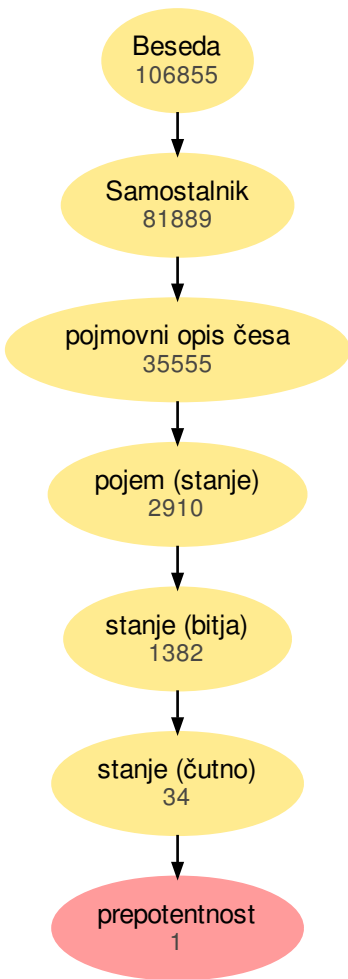 Beseda
106855
Samostalnik
81889
pojmovni opis česa
35555
pojem (stanje)
2910
stanje (bitja)
1382
stanje (čutno)
34
prepotentnost
1